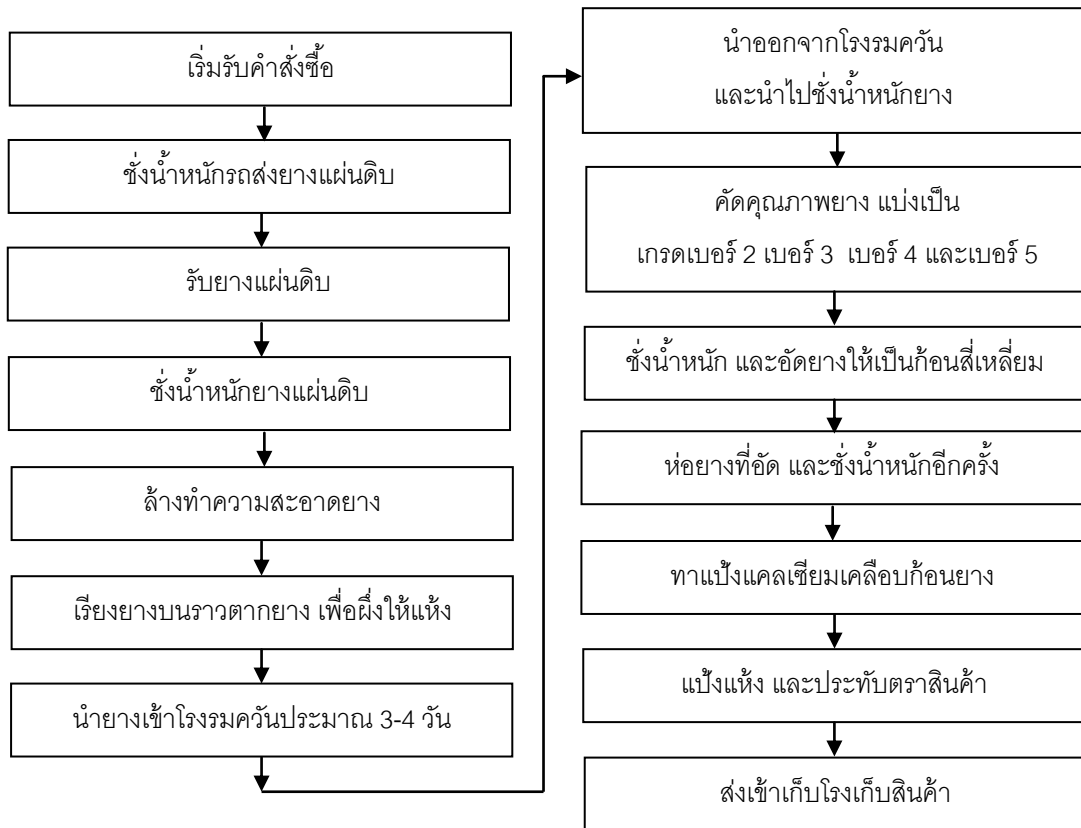 เริ่มรับคำสั่งซื้อ
ชั่งน้ำหนักรถส่งยางแผ่นดิบ
รับยางแผ่นดิบ
ชั่งน้ำหนักยางแผ่นดิบ
ล้างทำความสะอาดยาง
เรียงยางบนราวตากยาง เพื่อผึ่งให้แห้ง
นำยางเข้าโรงรมควันประมาณ 3-4 วัน
นำออกจากโรงรมควัน
และนำไปชั่งน้ำหนักยาง
คัดคุณภาพยาง แบ่งเป็น
เกรดเบอร์ 2 เบอร์ 3 เบอร์ 4 และเบอร์ 5
ชั่งน้ำหนัก และอัดยางให้เป็นก้อนสี่เหลี่ยม
ห่อยางที่อัด และชั่งน้ำหนักอีกครั้ง
ทาแป้งแคลเซียมเคลือบก้อนยาง
แป้งแห้ง และประทับตราสินค้า
ส่งเข้าเก็บโรงเก็บสินค้า